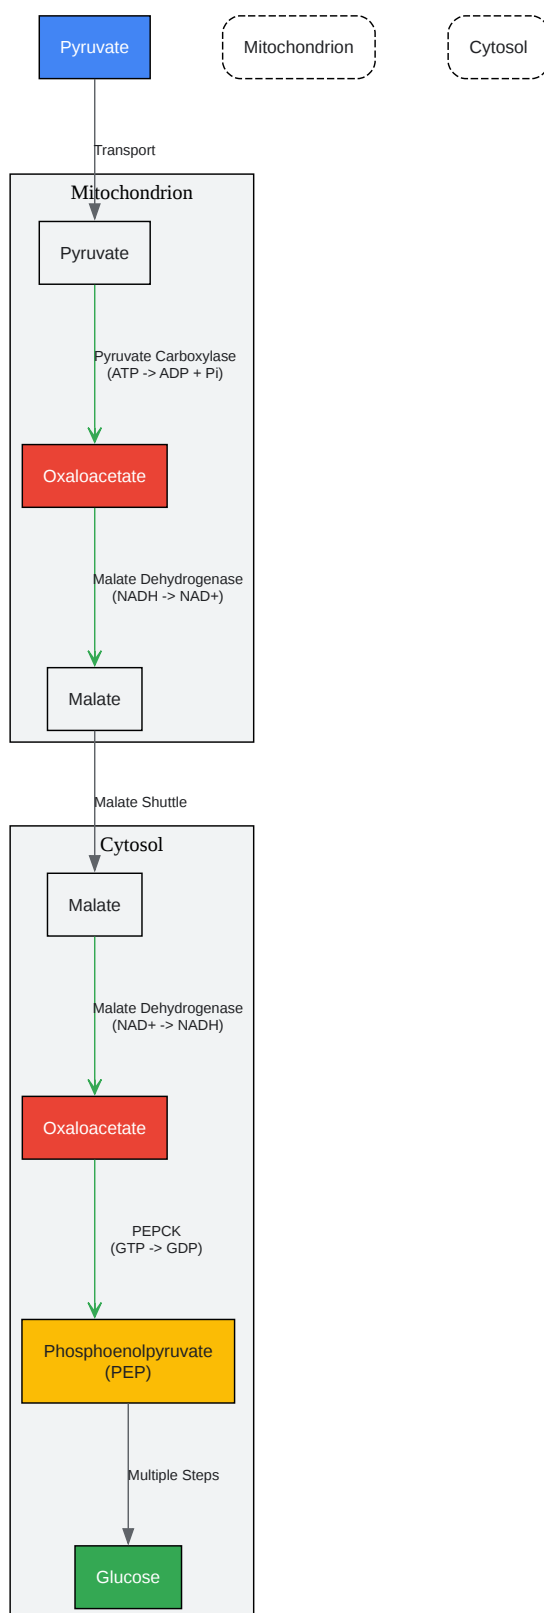 Pyruvate
Mitochondrion
Cytosol
Transport
Mitochondrion
Pyruvate
Pyruvate Carboxylase
(ATP -> ADP + Pi)
Oxaloacetate
Malate Dehydrogenase
(NADH -> NAD+)
Malate
Malate Shuttle
Cytosol
Malate
Malate Dehydrogenase
(NAD+ -> NADH)
Oxaloacetate
PEPCK
(GTP -> GDP)
Phosphoenolpyruvate
(PEP)
Multiple Steps
Glucose